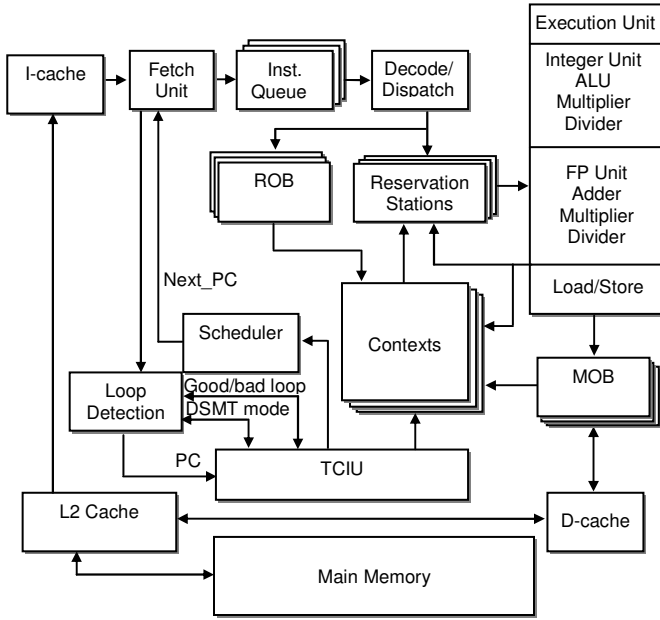 Execution Unit
I-cache
Fetch
Unit
Inst.
Queue
Decode/
Dispatch
Integer Unit
ALU
Multiplier
Divider
ROB
Reservation
Stations
FP Unit
Adder
Multiplier
Divider
Next_PC
Load/Store
Scheduler
Contexts
Loop
Detection
Good/bad loop
DSMT mode
MOB
PC
TCIU
L2 Cache
D-cache
Main Memory